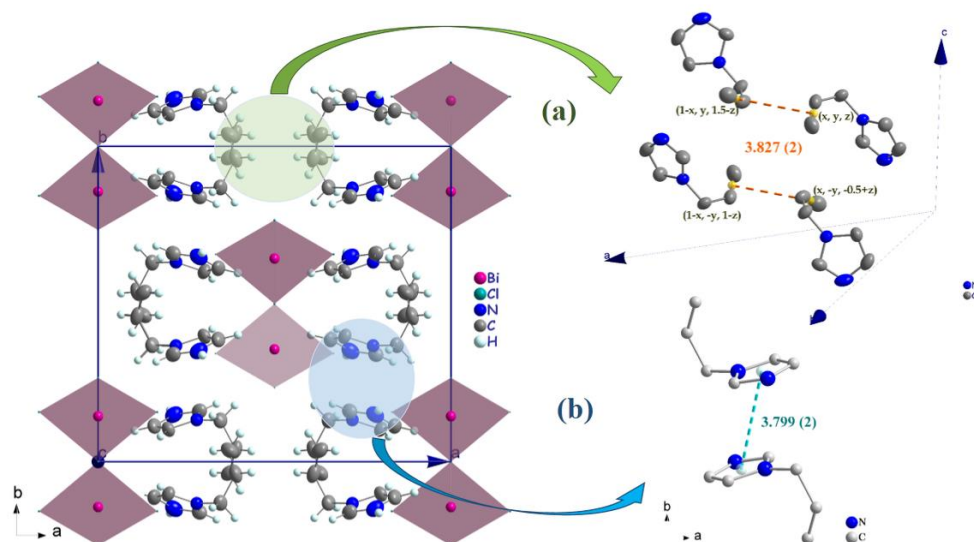 (a)
b
a
c
Bi
Cl
N
C
H
b
a
(b)
c
(1-x, y, 1.5-z)
(x, y, z)
3.827 (2)
(x, -y, -0.5+z)
(1-x, -y, 1-z)
a
3.799 (2)
b
a
N
C